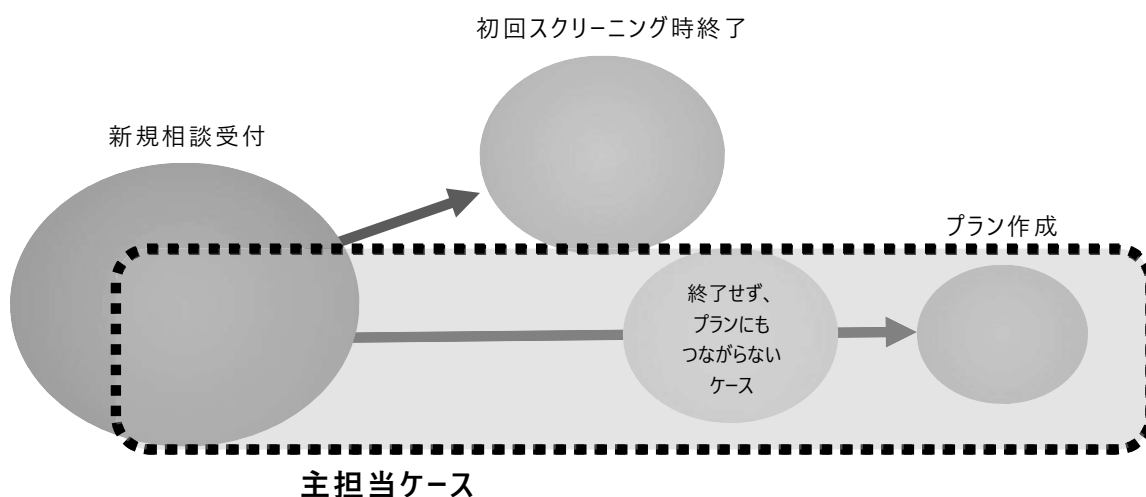 初回スクリーニング時終了
新規相談受付
プラン作成
終了せず、
プランにも
つながらない
ケース
主担当ケース